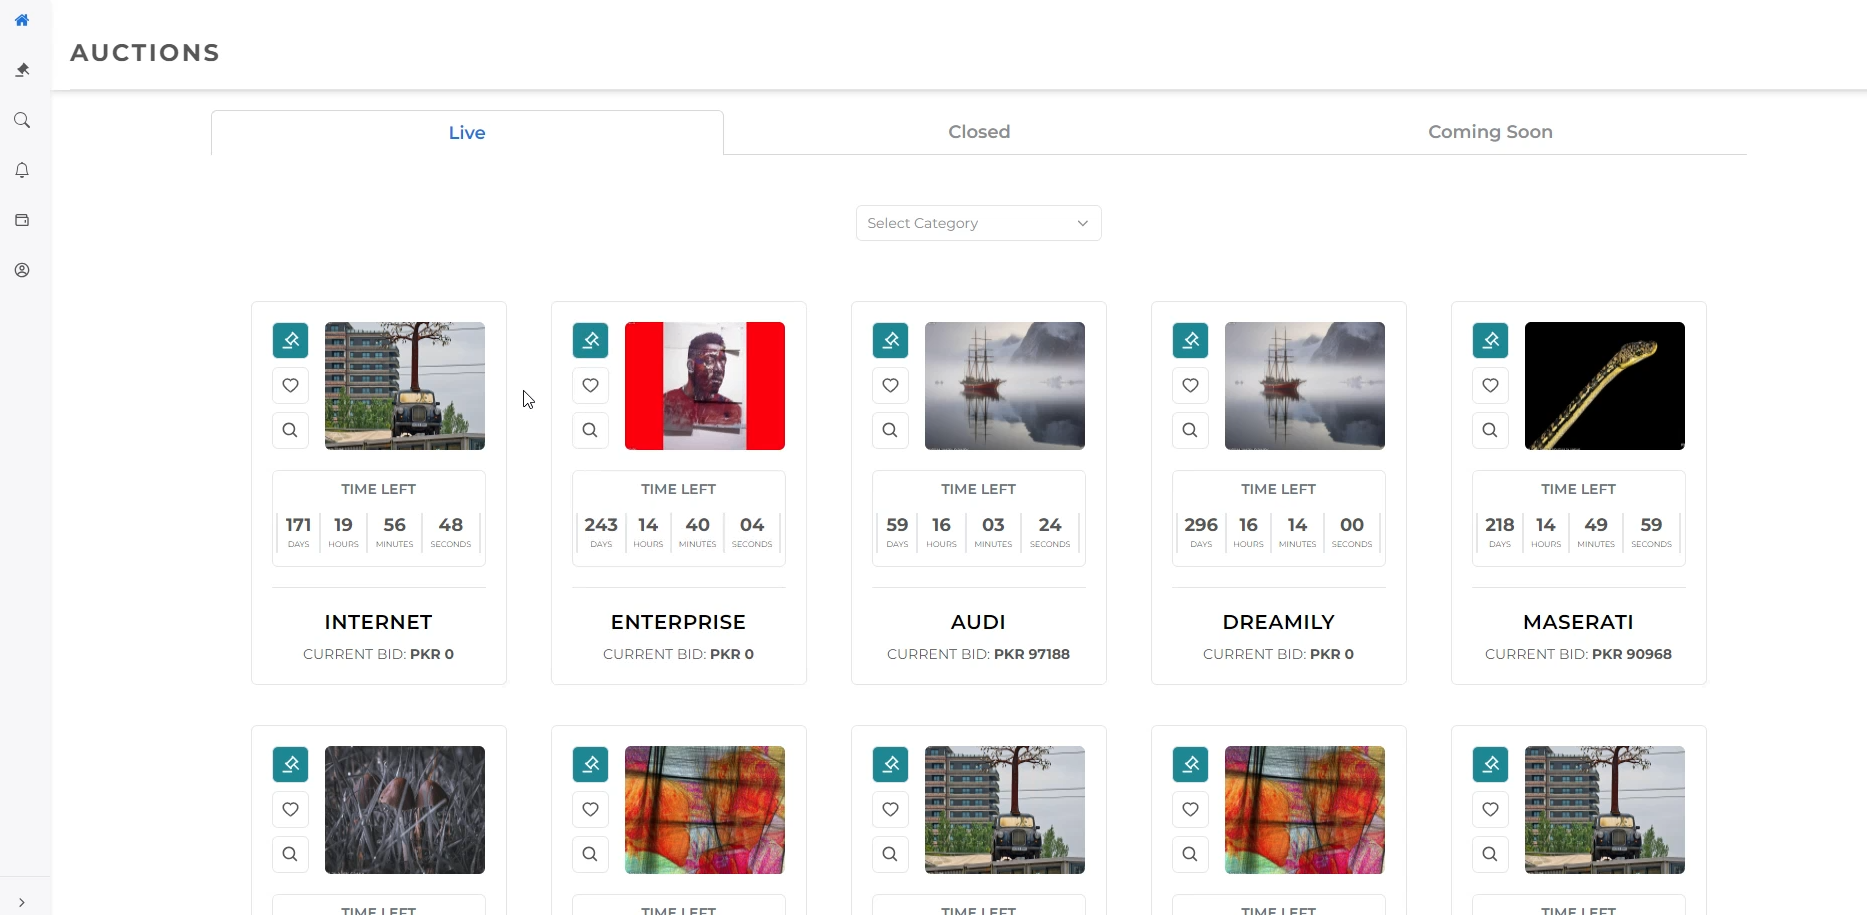 AUCTIONS
Live
Closed
Coming Soon
Select Category
TIME LEFT
171 19 56 48
DAYS HOURS MINUTES SECONDS
INTERNET
CURRENT BID: PKR 0
TIME LEFT
243 14 40 04
DAYS HOURS MINUTES SECONDS
ENTERPRISE
CURRENT BID: PKR 0
TIME LEFT
59 16 03 24
DAYS HOURS MINUTES SECONDS
AUDI
CURRENT BID: PKR 97188
TIME LEFT
296 16 14 00
DAYS HOURS MINUTES SECONDS
DREAMILY
CURRENT BID: PKR 0
TIME LEFT
218 14 49 59
DAYS HOURS MINUTES SECONDS
MASERATI
CURRENT BID: PKR 90968
TIME LEFT
TIME LEFT
TIME LEFT
TIME LEFT
TIME LEFT